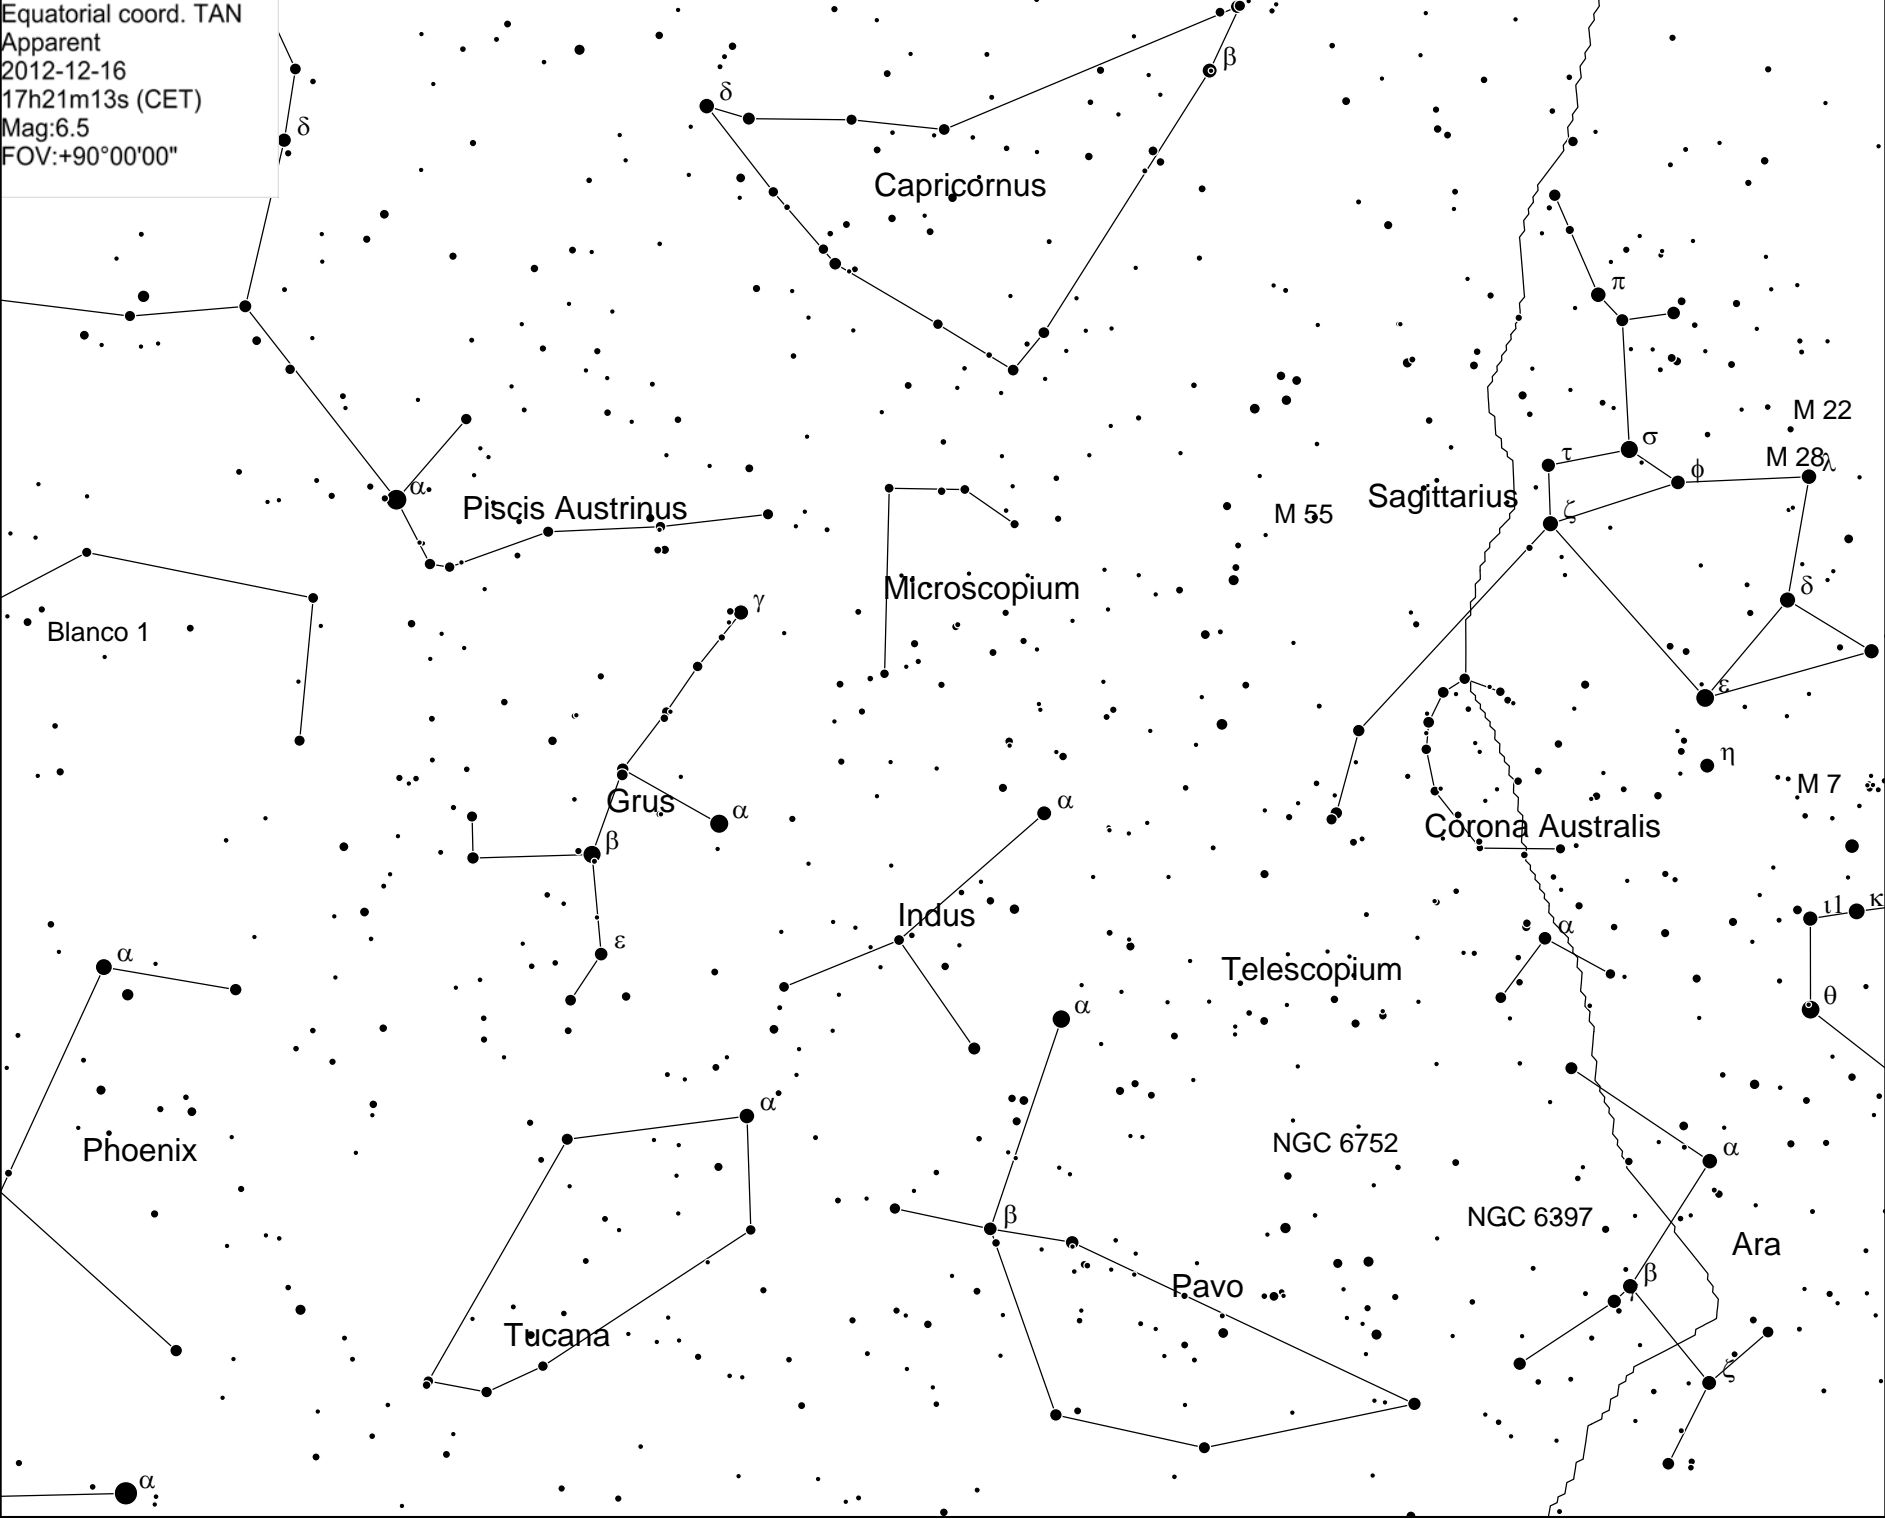 Equatorial coord. TAN
Apparent
2012-12-16
17h21m13s (CET)
Mag:6.5
FOV:+90°00'00"
δ
δ
β
Capricornus
π
M 22
σ
τ
M 28 λ
ϕ
α
Piscis Austrinus
Sagittarius
M 55
ζ
Microscopium
δ
γ
Blanco 1
ε
η
M 7
Grus
α
α
Corona Australis
β
ι1
κ
Indus
α
ε
α
Telescopium
θ
α
α
Phoenix
NGC 6752
α
β
NGC 6397
Ara
β
Pavo
Tucana
ζ
α